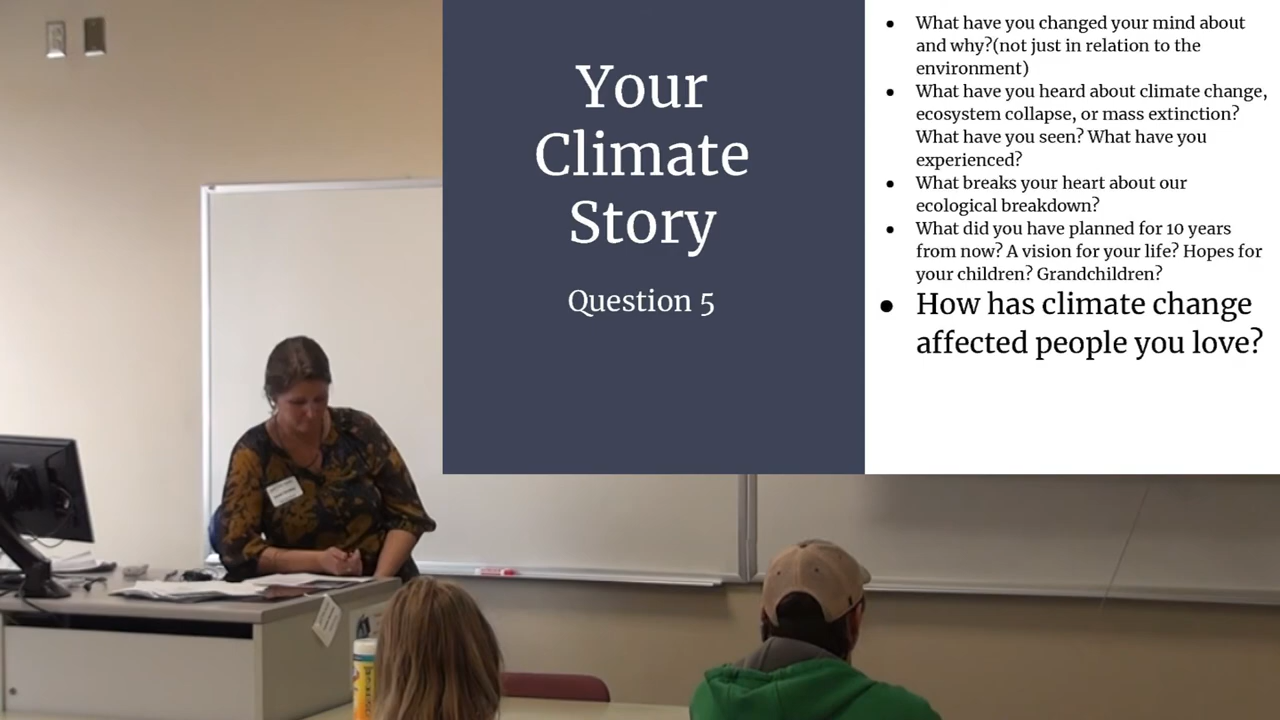 Your
Climate
Story
Question 5
What have you changed your mind about
and why?(not just in relation to the
environment)
What have you heard about climate change,
ecosystem collapse, or mass extinction?
What have you seen? What have you
experienced?
What breaks your heart about our
ecological breakdown?
What did you have planned for 10 years
from now? A vision for your life? Hopes for
your children? Grandchildren?
How has climate change
affected people you love?